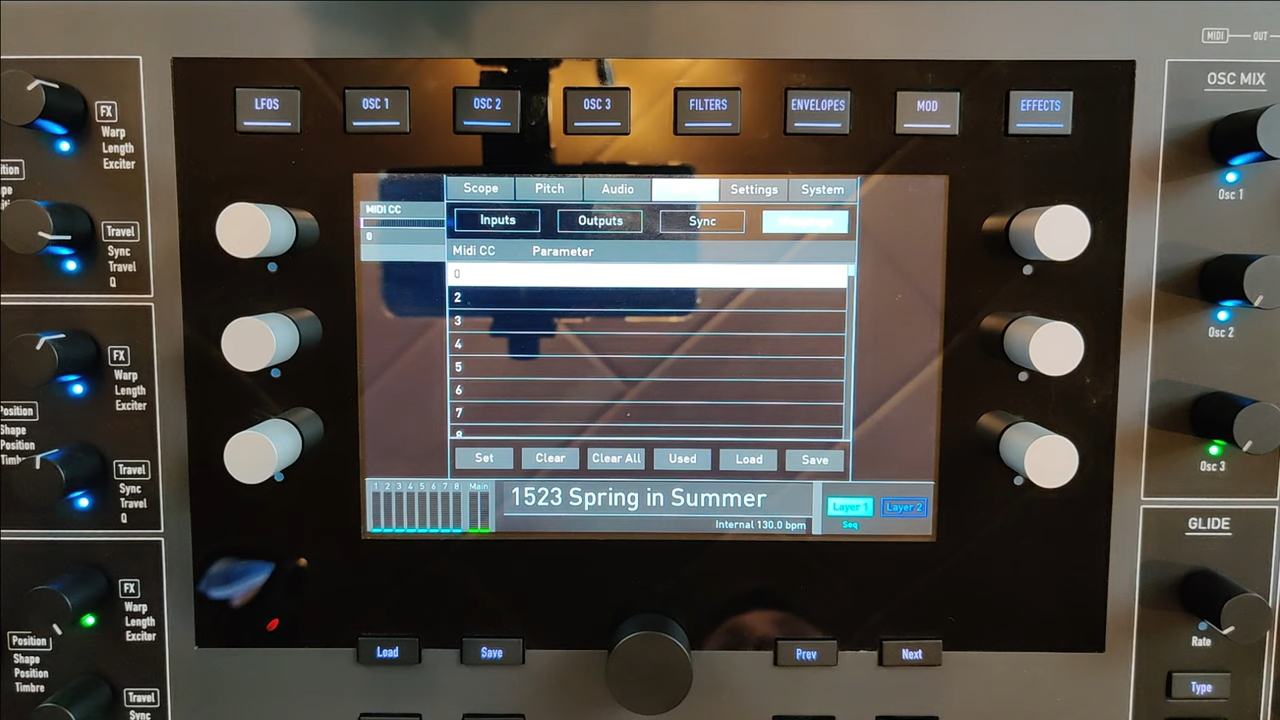 MIDI OUT
OSC MIX
LFOS OSC 1 OSC 2 OSC 3 FILTERS ENVELOPES MOD EFFECTS
FX
Warp
Length
Exciter
Travel
Sync
Travel
Q
Osc 1
Osc 2
Osc 3
Scope Pitch Audio Settings System
MIDI CC
0
Inputs Outputs Sync
Midi CC Parameter
0
2
3
4
5
6
7
8
Set Clear Clear All Used Load Save
1 2 3 4 5 6 7 8 Main
1523 Spring in Summer
Internal 130.0 bpm
Layer 1 Layer 2
Seq
FX
Warp
Length
Exciter
Position
Shape
Position
Travel
Sync
Travel
Q
GLIDE
Rate
Type
FX
Warp
Length
Exciter
Position
Shape
Position
Timbre
Travel
Sync
Load Save Prev Next